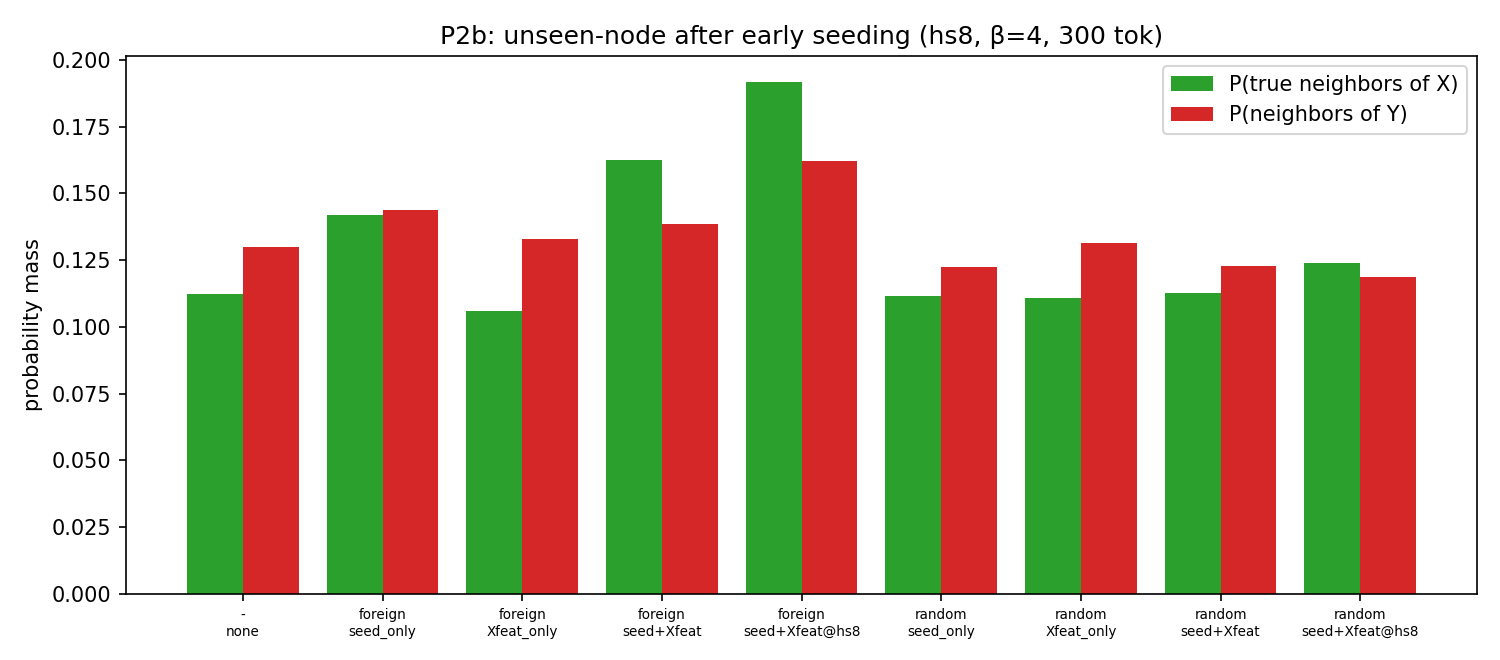 P2b: unseen-node after early seeding (hs8, β=4, 300 tok)
P(true neighbors of X)
P(neighbors of Y)
probability mass
0.200
0.175
0.150
0.125
0.100
0.075
0.050
0.025
0.000
-
none
foreign
seed_only
foreign
Xfeat_only
foreign
seed+Xfeat
foreign
seed+Xfeat@hs8
random
seed_only
random
Xfeat_only
random
seed+Xfeat
random
seed+Xfeat@hs8